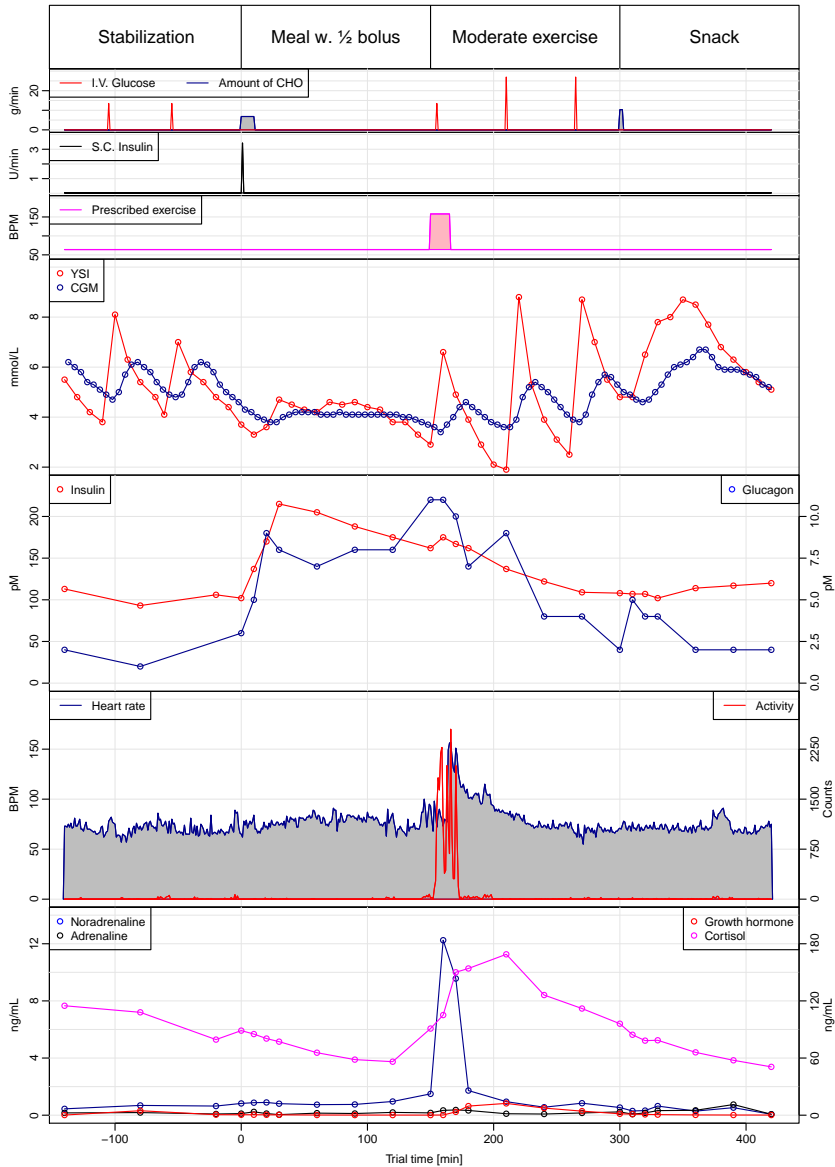 Stabilization Meal w. ½ bolus Moderate exercise Snack
I.V. Glucose Amount of CHO
g/min
0 20
S.C. Insulin
U/min
1 3
Prescribed exercise
BPM
50 150
YSI
CGM
mmol/L
2 4 6 8
Insulin Glucagon
pM
0 50 100 150 200
0.0 2.5 5.0 7.5 10.0
pM
Heart rate Activity
BPM
0 50 100 150
0 750 1500 2250
Counts
Noradrenaline Growth hormone
Adrenaline Cortisol
ng/mL
0 4 8 12
0 60 120 180
ng/mL
−100 0 100 200 300 400
Trial time [min]